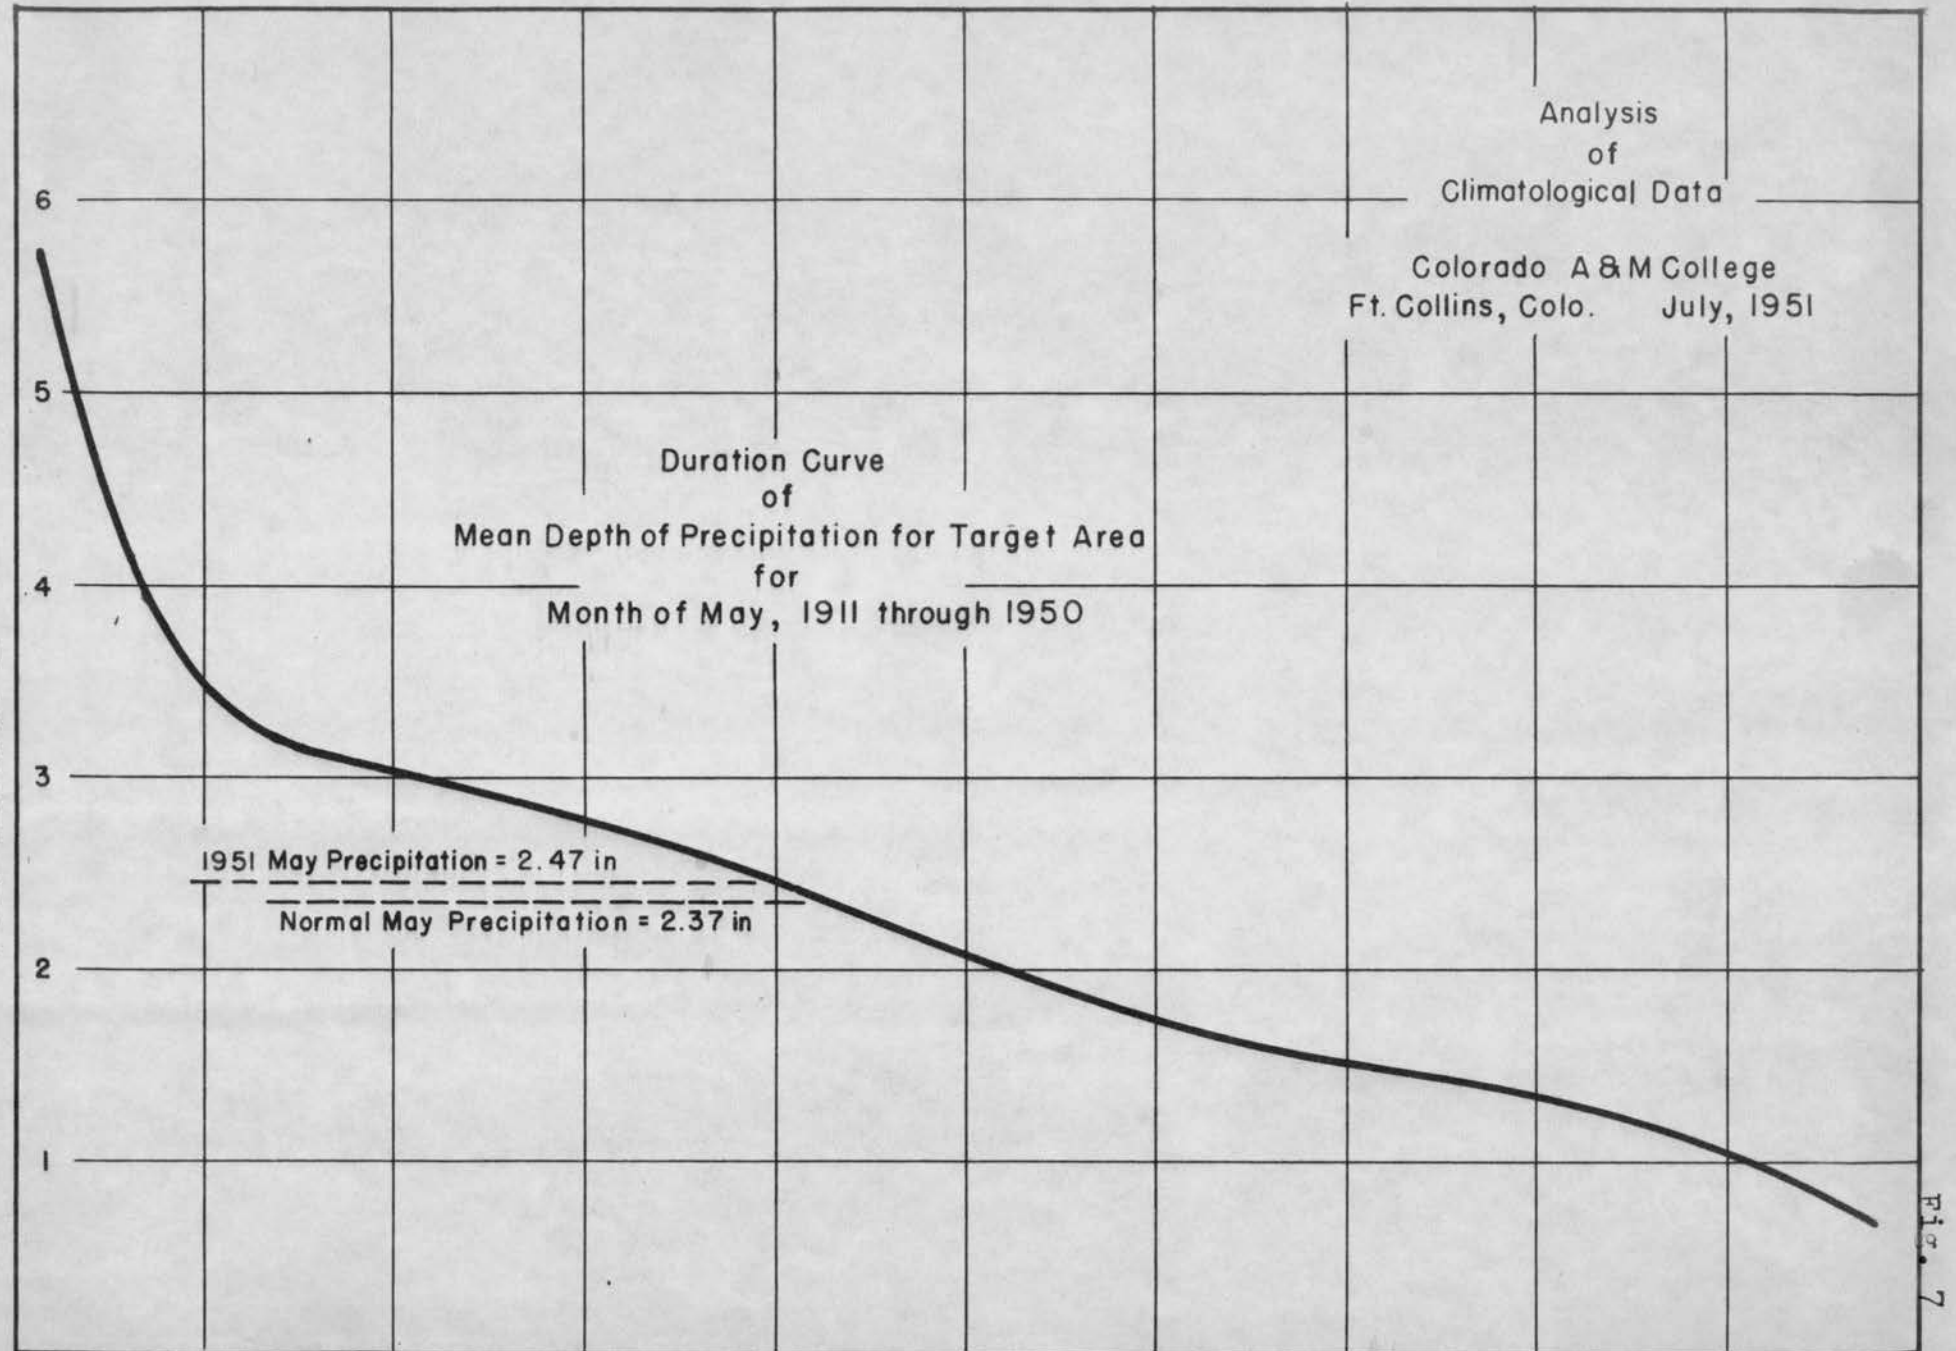 Analysis
of
Climatological Data
Colorado A & M College
Ft. Collins, Colo. July, 1951
6
5
4
3
2
1
Duration Curve
of
Mean Depth of Precipitation for Target Area
for
Month of May, 1911 through 1950
1951 May Precipitation = 2.47 in
Normal May Precipitation = 2.37 in
Fig. 7